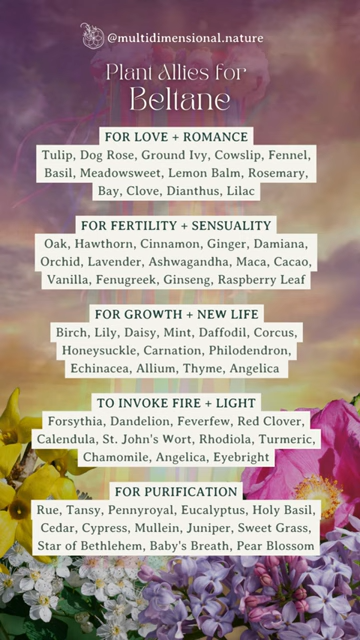 @multidimensional.nature
Plant Allies for
Beltane
FOR LOVE + ROMANCE
Tulip, Dog Rose, Ground Ivy, Cowslip, Fennel,
Basil, Meadowsweet, Lemon Balm, Rosemary,
Bay, Clove, Dianthus, Lilac
FOR FERTILITY + SENSUALITY
Oak, Hawthorn, Cinnamon, Ginger, Damiana,
Orchid, Lavender, Ashwagandha, Maca, Cacao,
Vanilla, Fenugreek, Ginseng, Raspberry Leaf
FOR GROWTH + NEW LIFE
Birch, Lily, Daisy, Mint, Daffodil, Corcus,
Honeysuckle, Carnation, Philodendron,
Echinacea, Allium, Thyme, Angelica
TO INVOKE FIRE + LIGHT
Forsythia, Dandelion, Feverfew, Red Clover,
Calendula, St. John's Wort, Rhodiola, Turmeric,
Chamomile, Angelica, Eyebright
FOR PURIFICATION
Rue, Tansy, Pennyroyal, Eucalyptus, Holy Basil,
Cedar, Cypress, Mullein, Juniper, Sweet Grass,
Star of Bethlehem, Baby's Breath, Pear Blossom